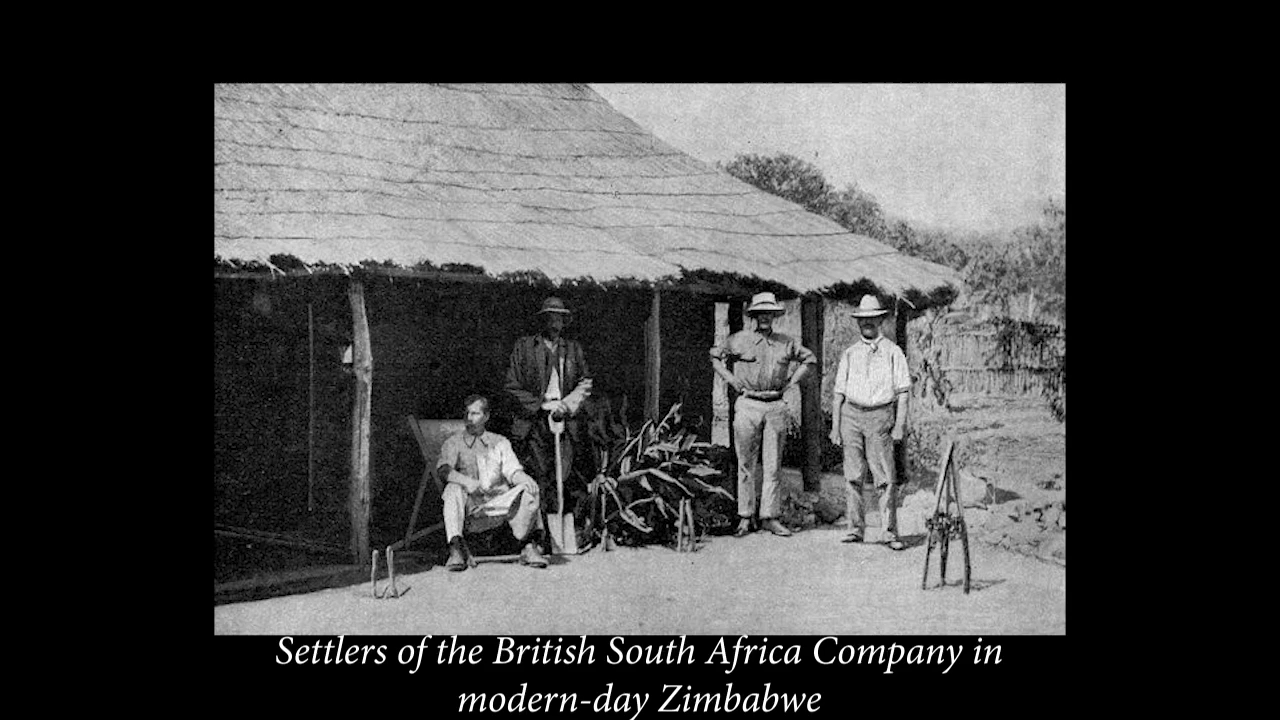 Settlers of the British South Africa Company in
modern-day Zimbabwe